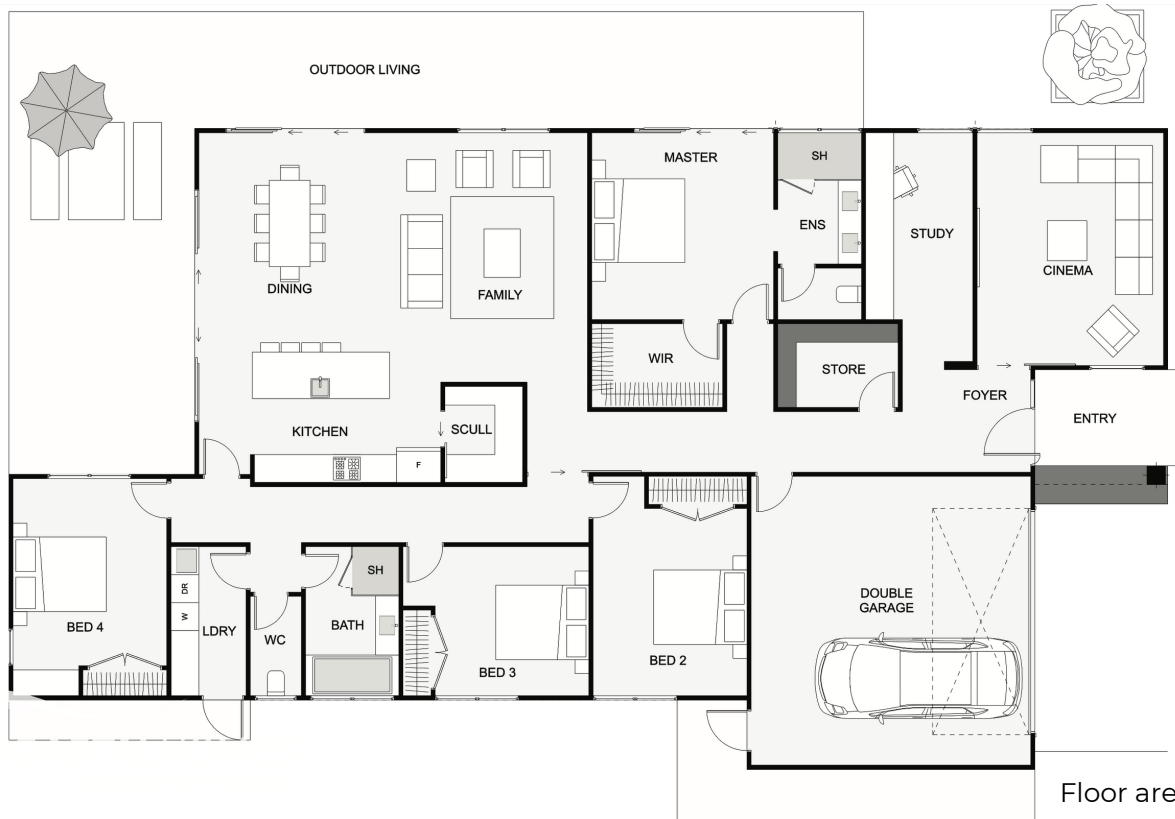 OUTDOOR LIVING
MASTER
SH
ENS
STUDY
CINEMA
DINING
FAMILY
WIR
STORE
FOYER
ENTRY
KITCHEN
SCULL
F
SH
DR
W
BED 4
LDRY
WC
BATH
BED 3
BED 2
DOUBLE
GARAGE
Floor are